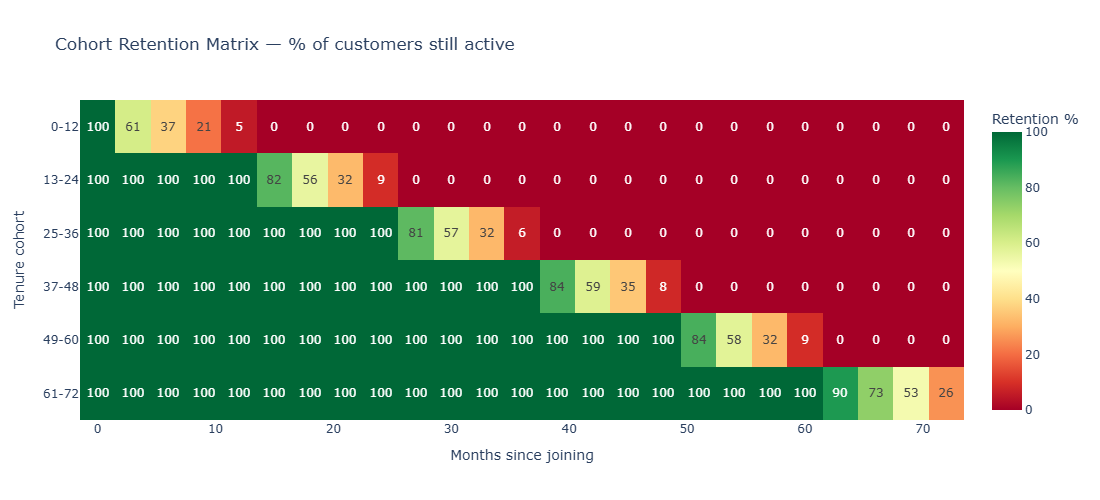 Cohort Retention Matrix — % of customers still active
Retention %
0-12 100 61 37 21 5 0 0 0 0 0 0 0 0 0 0 0 0 0 0 0 0 0 0 0 0
13-24 100 100 100 100 100 82 56 32 9 0 0 0 0 0 0 0 0 0 0 0 0 0 0 0 0
25-36 100 100 100 100 100 100 100 100 100 81 57 32 6 0 0 0 0 0 0 0 0 0 0 0 0
37-48 100 100 100 100 100 100 100 100 100 100 100 100 100 84 59 35 8 0 0 0 0 0 0 0 0
49-60 100 100 100 100 100 100 100 100 100 100 100 100 100 100 100 100 100 84 58 32 9 0 0 0 0
61-72 100 100 100 100 100 100 100 100 100 100 100 100 100 100 100 100 100 100 100 100 100 90 73 53 26
0 10 20 30 40 50 60 70
Months since joining
Tenure cohort
100
80
60
40
20
0